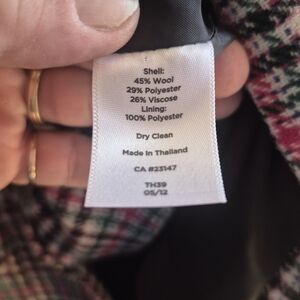 Shell:
45% Wool
29% Polyester
26% Viscose
Lining:
100% Polyester
Dry Clean
Made in Thailand
CA #23147
TH39
05/12